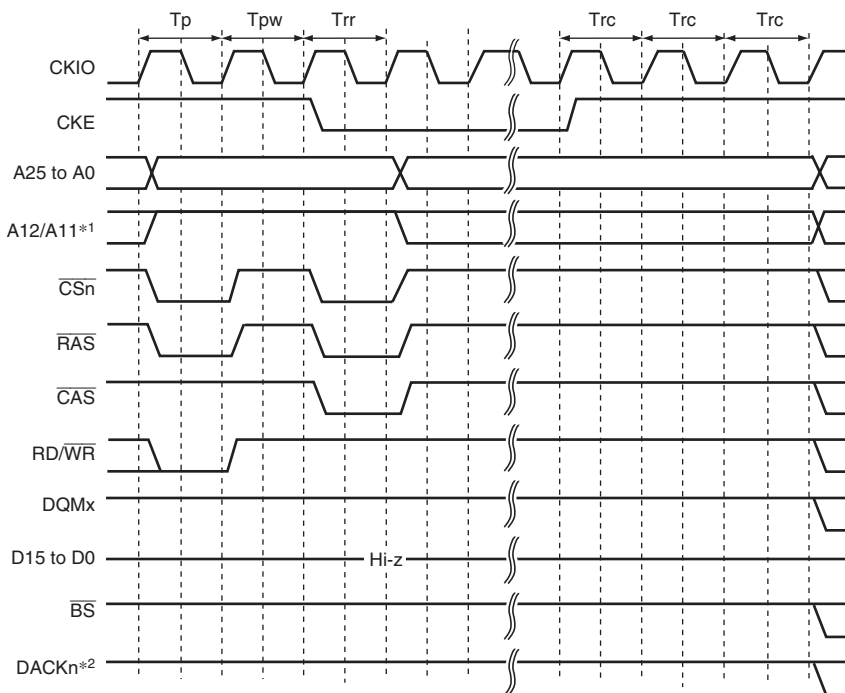 Tp Tpw Trr Trc Trc Trc
CKIO
CKE
A25 to A0
A12/A11*1
CSn
RAS
CAS
RD/WR
DQMx
D15 to D0 Hi-z
BS
DACKn*2